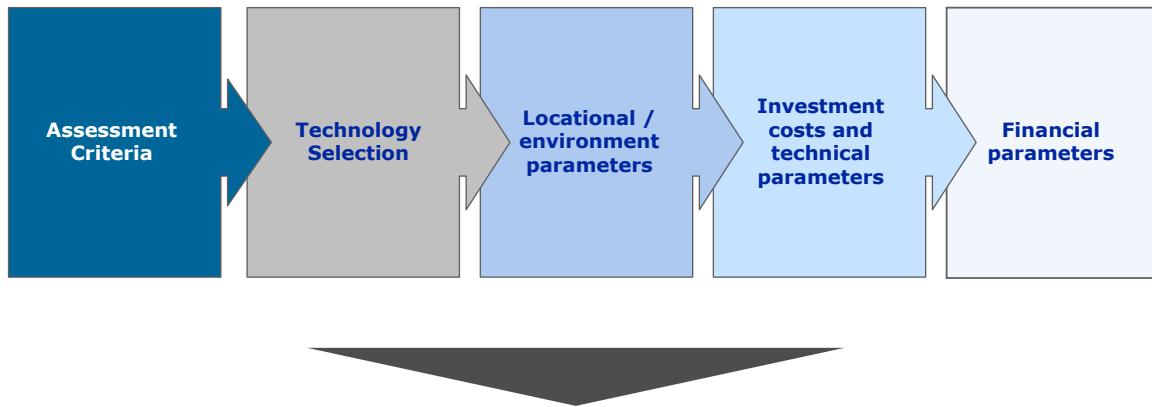 Assessment
Criteria
Technology
Selection
Locational /
environment
parameters
Investment
costs and
technical
parameters
Financial
parameters